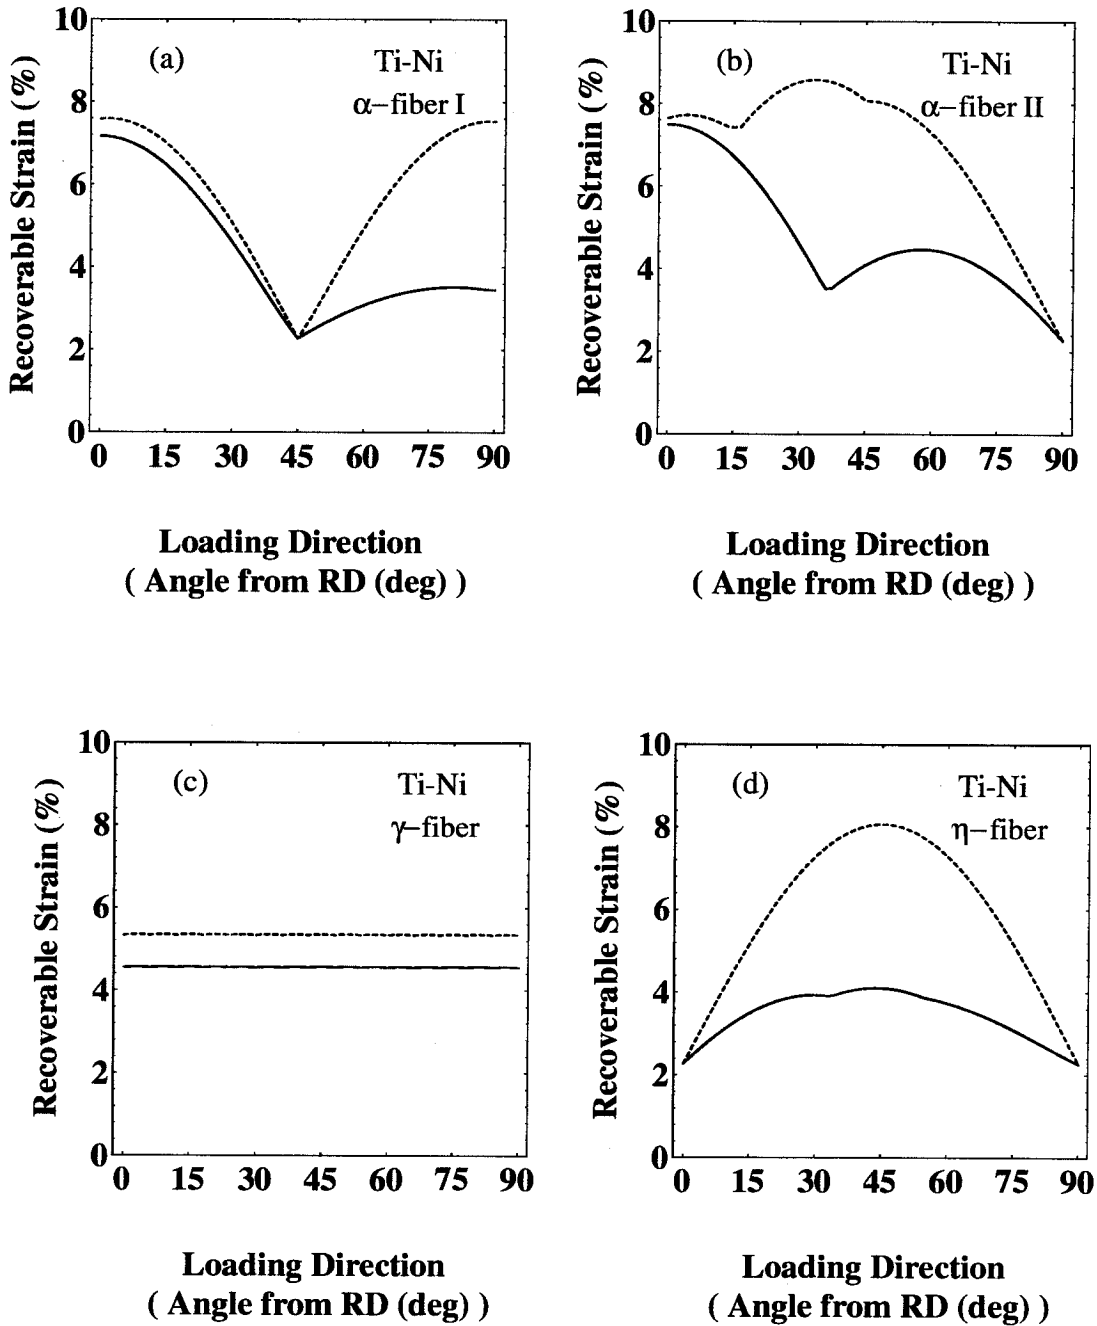 (a)
Ti-Ni
α−fiber I
Recoverable Strain (%)
10
8
6
4
2
0
0 15 30 45 60 75 90
Loading Direction
( Angle from RD (deg) )
(b)
Ti-Ni
α−fiber II
Recoverable Strain (%)
10
8
6
4
2
0
0 15 30 45 60 75 90
Loading Direction
( Angle from RD (deg) )
(c)
Ti-Ni
γ−fiber
Recoverable Strain (%)
10
8
6
4
2
0
0 15 30 45 60 75 90
Loading Direction
( Angle from RD (deg) )
(d)
Ti-Ni
η−fiber
Recoverable Strain (%)
10
8
6
4
2
0
0 15 30 45 60 75 90
Loading Direction
( Angle from RD (deg) )